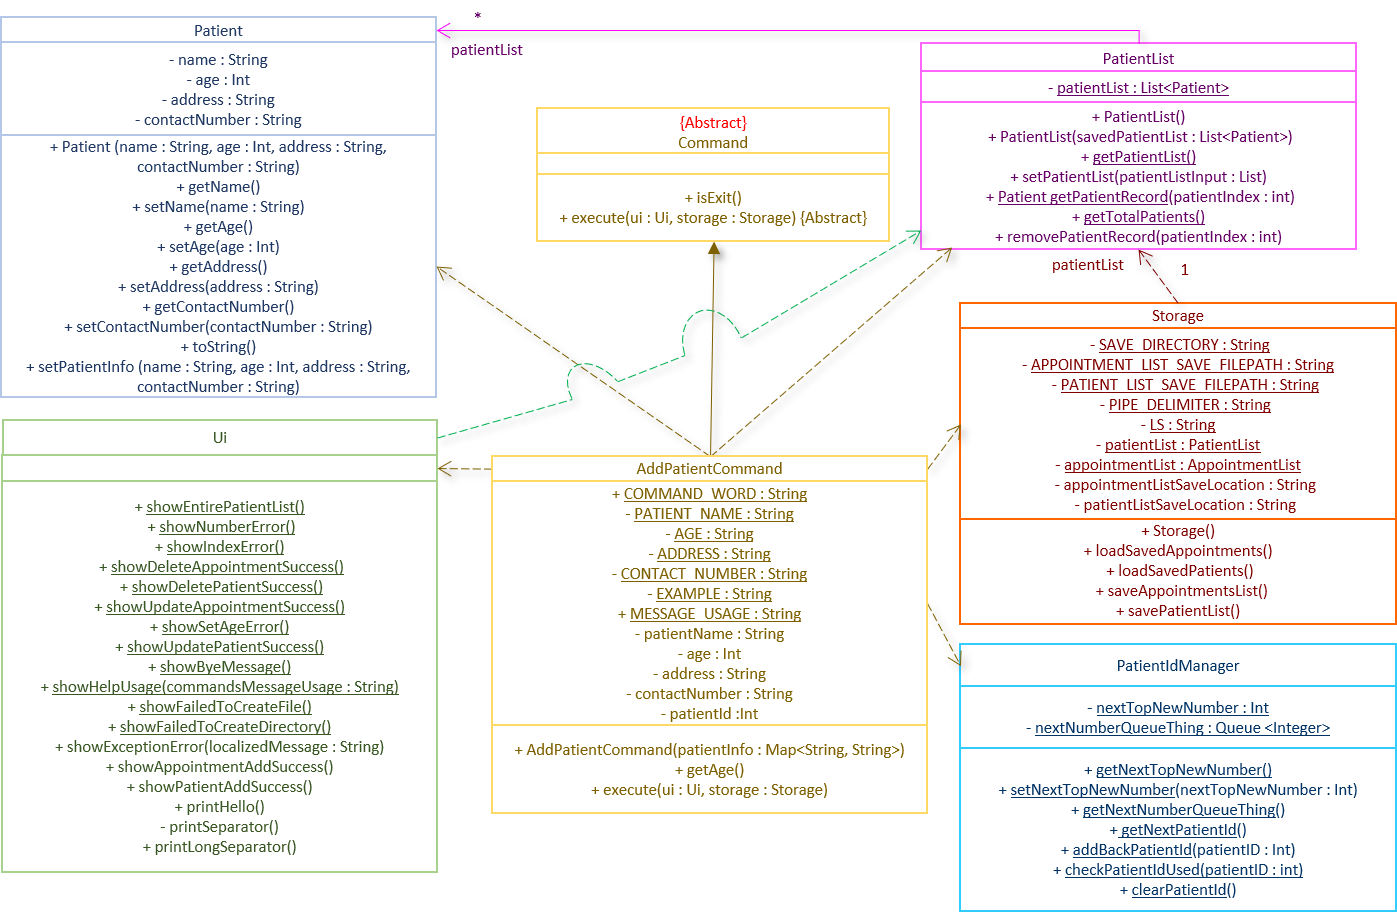 Patient
- name : String
- age : Int
- address : String
- contactNumber : String
+ Patient (name : String, age : Int, address : String,
contactNumber : String)
+ getName()
+ setName(name : String)
+ getAge()
+ setAge(age : Int)
+ getAddress()
+ setAddress(address : String)
+ getContactNumber()
+ setContactNumber(contactNumber : String)
+ toString()
+ setPatientInfo (name : String, age : Int, address : String,
contactNumber : String)
*
patientList
{Abstract}
Command
+ isExit()
+ execute(ui : Ui, storage : Storage) {Abstract}
PatientList
- patientList : List<Patient>
+ PatientList()
+ PatientList(savedPatientList : List<Patient>)
+ getPatientList()
+ setPatientList(patientListInput : List)
+ Patient getPatientRecord(patientIndex : int)
+ getTotalPatients()
+ removePatientRecord(patientIndex : int)
patientList
1
Storage
- SAVE_DIRECTORY : String
- APPOINTMENT_LIST_SAVE_FILEPATH : String
- PATIENT_LIST_SAVE_FILEPATH : String
- PIPE_DELIMITER : String
- LS : String
- patientList : PatientList
- appointmentList : AppointmentList
- appointmentListSaveLocation : String
- patientListSaveLocation : String
+ Storage()
+ loadSavedAppointments()
+ loadSavedPatients()
+ saveAppointmentsList()
+ savePatientList()
Ui
+ showEntirePatientList()
+ showNumberError()
+ showIndexError()
+ showDeleteAppointmentSuccess()
+ showDeletePatientSuccess()
+ showUpdateAppointmentSuccess()
+ showSetAgeError()
+ showUpdatePatientSuccess()
+ showByeMessage()
+ showHelpUsage(commandsMessageUsage : String)
+ showFailedToCreateFile()
+ showFailedToCreateDirectory()
+ showExceptionError(localizedMessage : String)
+ showAppointmentAddSuccess()
+ showPatientAddSuccess()
+ printHello()
- printSeparator()
+ printLongSeparator()
AddPatientCommand
+ COMMAND_WORD : String
- PATIENT_NAME : String
- AGE : String
- ADDRESS : String
- CONTACT_NUMBER : String
- EXAMPLE : String
+ MESSAGE_USAGE : String
- patientName : String
- age : Int
- address : String
- contactNumber : String
- patientId :Int
+ AddPatientCommand(patientInfo : Map<String, String>)
+ getAge()
+ execute(ui : Ui, storage : Storage)
PatientIdManager
- nextTopNewNumber : Int
- nextNumberQueueThing : Queue <Integer>
+ getNextTopNewNumber()
+ setNextTopNewNumber(nextTopNewNumber : Int)
+ getNextNumberQueueThing()
+ getNextPatientId()
+ addBackPatientId(patientID : Int)
+ checkPatientIdUsed(patientID : int)
+ clearPatientId()